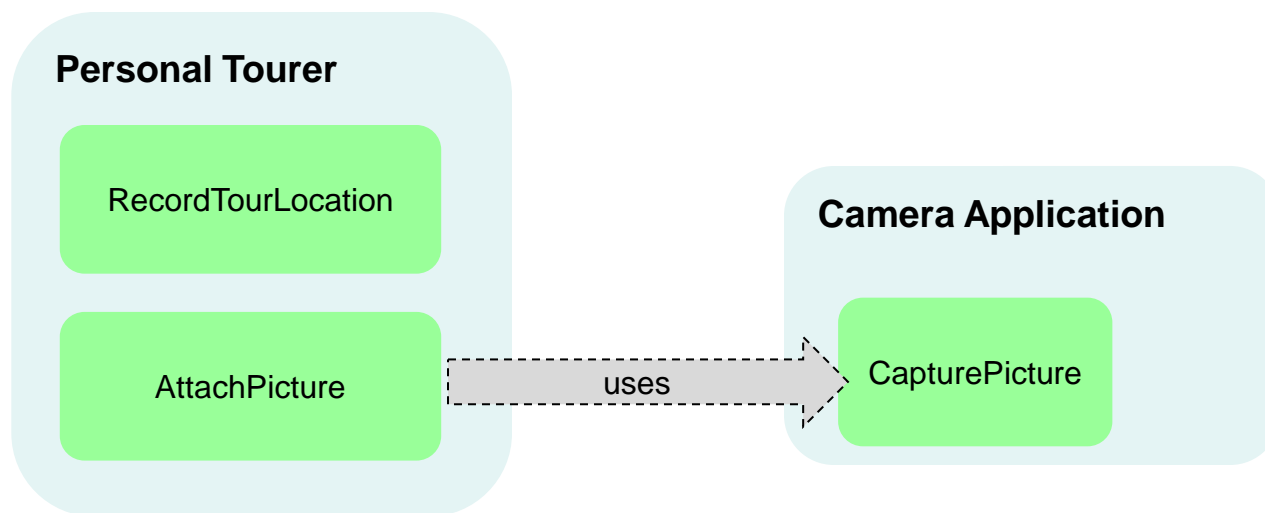 Personal Tourer
RecordTourLocation
AttachPicture
uses
Camera Application
CapturePicture